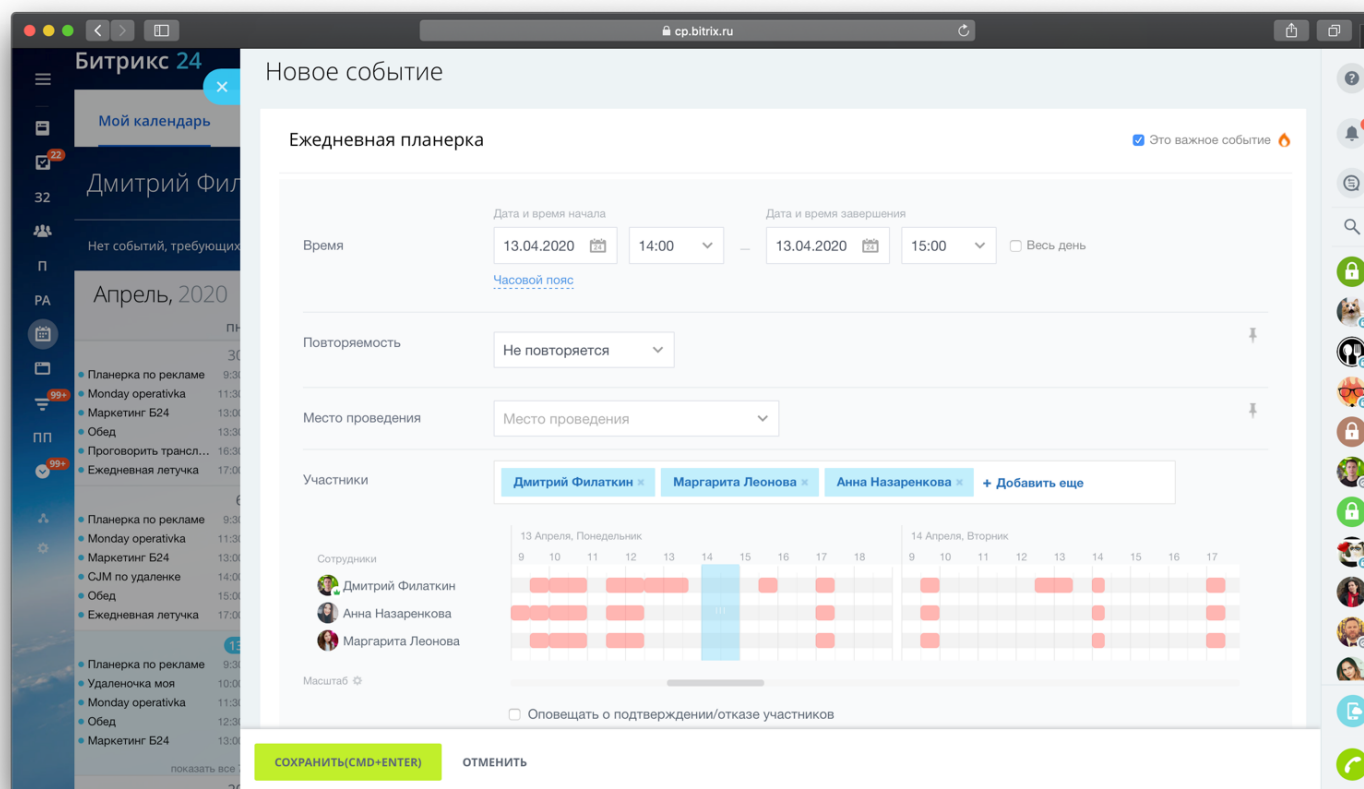 cp.bitrix.ru
Битрикс 24
Новое событие
Мой календарь
Ежедневная планерка
Это важное событие
22
32
Дмитрий Фил
Дата и время начала
Дата и время завершения
Время
13.04.2020
14:00
13.04.2020
15:00
Весь день
Нет событий, требующих
П
Часовой пояс
РА
Апрель, 2020
Повторяемость
Не повторяется
30
Планерка по рекламе 9:30
Monday operativka 11:30
99+
Маркетинг Б24 13:00
Место проведения
Место проведения
Обед 13:30
ПП
Проговорить трансл... 16:30
99+
Ежедневная летучка 17:00
Участники
Дмитрий Филаткин
Маргарита Леонова
Анна Назаренкова
+ Добавить еще
6
Планерка по рекламе 9:30
Monday operativka 11:30
Маркетинг Б24 13:00
CJM по удаленке 14:00
Обед 15:00
Ежедневная летучка 17:00
13 Апреля, Понедельник
14 Апреля, Вторник
Сотрудники
9 10 11 12 13 14 15 16 17 18
9 10 11 12 13 14 15 16 17
Дмитрий Филаткин
Анна Назаренкова
Маргарита Леонова
13
Планерка по рекламе 9:30
Удаленочка моя 10:00
Monday operativka 11:30
Обед 12:30
Маркетинг Б24 13:00
показать все
Масштаб
Оповещать о подтверждении/отказе участников
СОХРАНИТЬ(CMD+ENTER)
ОТМЕНИТЬ